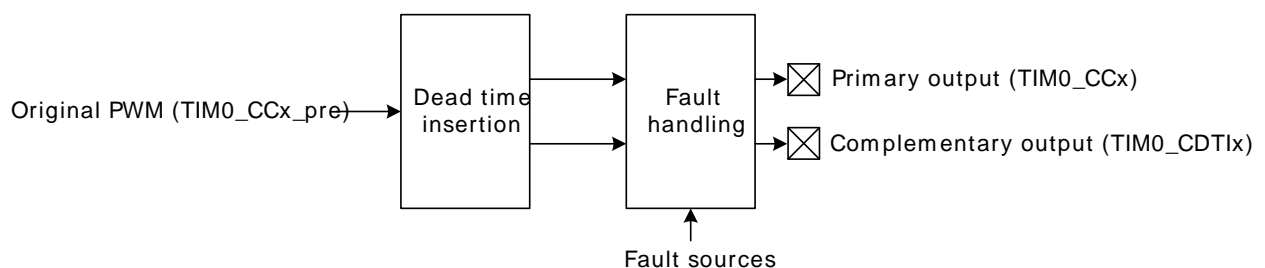 Original PWM (TIM0_CCx_pre)
Dead time
insertion
Fault
handling
Primary output (TIM0_CCx)
Complementary output (TIM0_CDTIx)
Fault sources